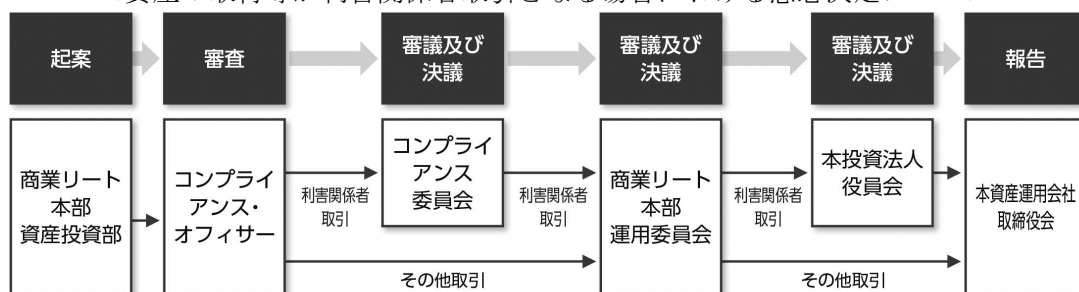 起案
審査
審議及び
決議
審議及び
決議
審議及び
決議
報告
商業リート
本部
資産投資部
コンプライ
アンス・
オフィサー
利害関係者
取引
コンプライ
アンス
委員会
利害関係者
取引
商業リート
本部
運用委員会
利害関係者
取引
本投資法人
役員会
本資産運用会社
取締役会
その他取引
その他取引